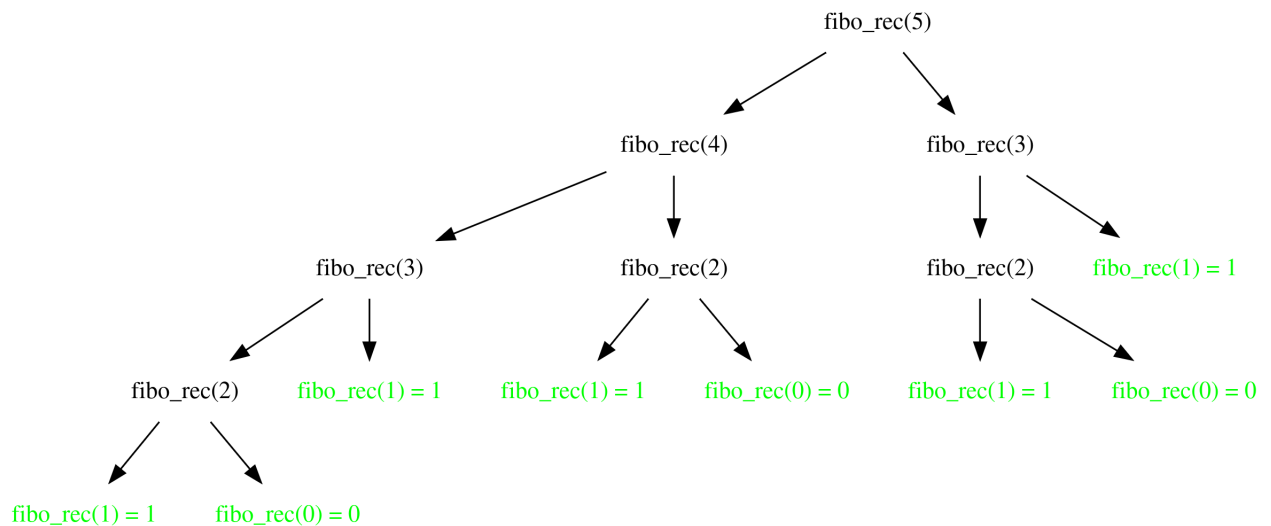 fibo_rec(5)
fibo_rec(4)
fibo_rec(3)
fibo_rec(3)
fibo_rec(2)
fibo_rec(2)
fibo_rec(1) = 1
fibo_rec(2)
fibo_rec(1) = 1
fibo_rec(1) = 1
fibo_rec(0) = 0
fibo_rec(1) = 1
fibo_rec(0) = 0
fibo_rec(1) = 1
fibo_rec(0) = 0